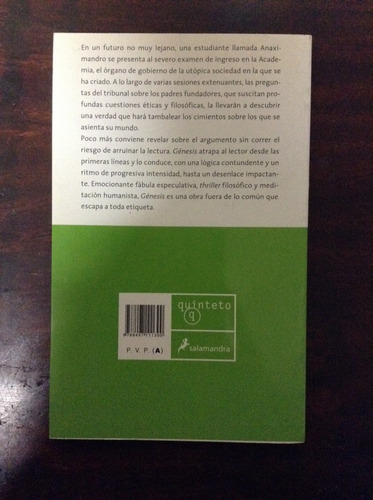 En un futuro no muy lejano, una estudiante llamada Anaxi-
mandro se presenta al severo examen de ingreso en la Acade-
mia, el órgano de gobierno de la utópica sociedad en la que se
ha criado. A lo largo de varias sesiones extenuantes, las pregun-
tas del tribunal sobre los padres fundadores, que suscitan pro-
fundas cuestiones éticas y filosóficas, la llevarán a descubrir
una verdad que hará tambalear los cimientos sobre los que se
asienta su mundo.
Poco más conviene revelar sobre el argumento sin correr el
riesgo de arruinar la lectura. Génesis atrapa al lector desde las
primeras líneas y lo conduce, con una lógica contundente y un
ritmo de progresiva intensidad, hasta un desenlace impactan-
te. Emocionante fábula especulativa, thriller filosófico y medi-
tación humanista, Génesis es una obra fuera de lo común que
escapa a toda etiqueta.
quinteto
q
salamandra
P. V. P. (A)